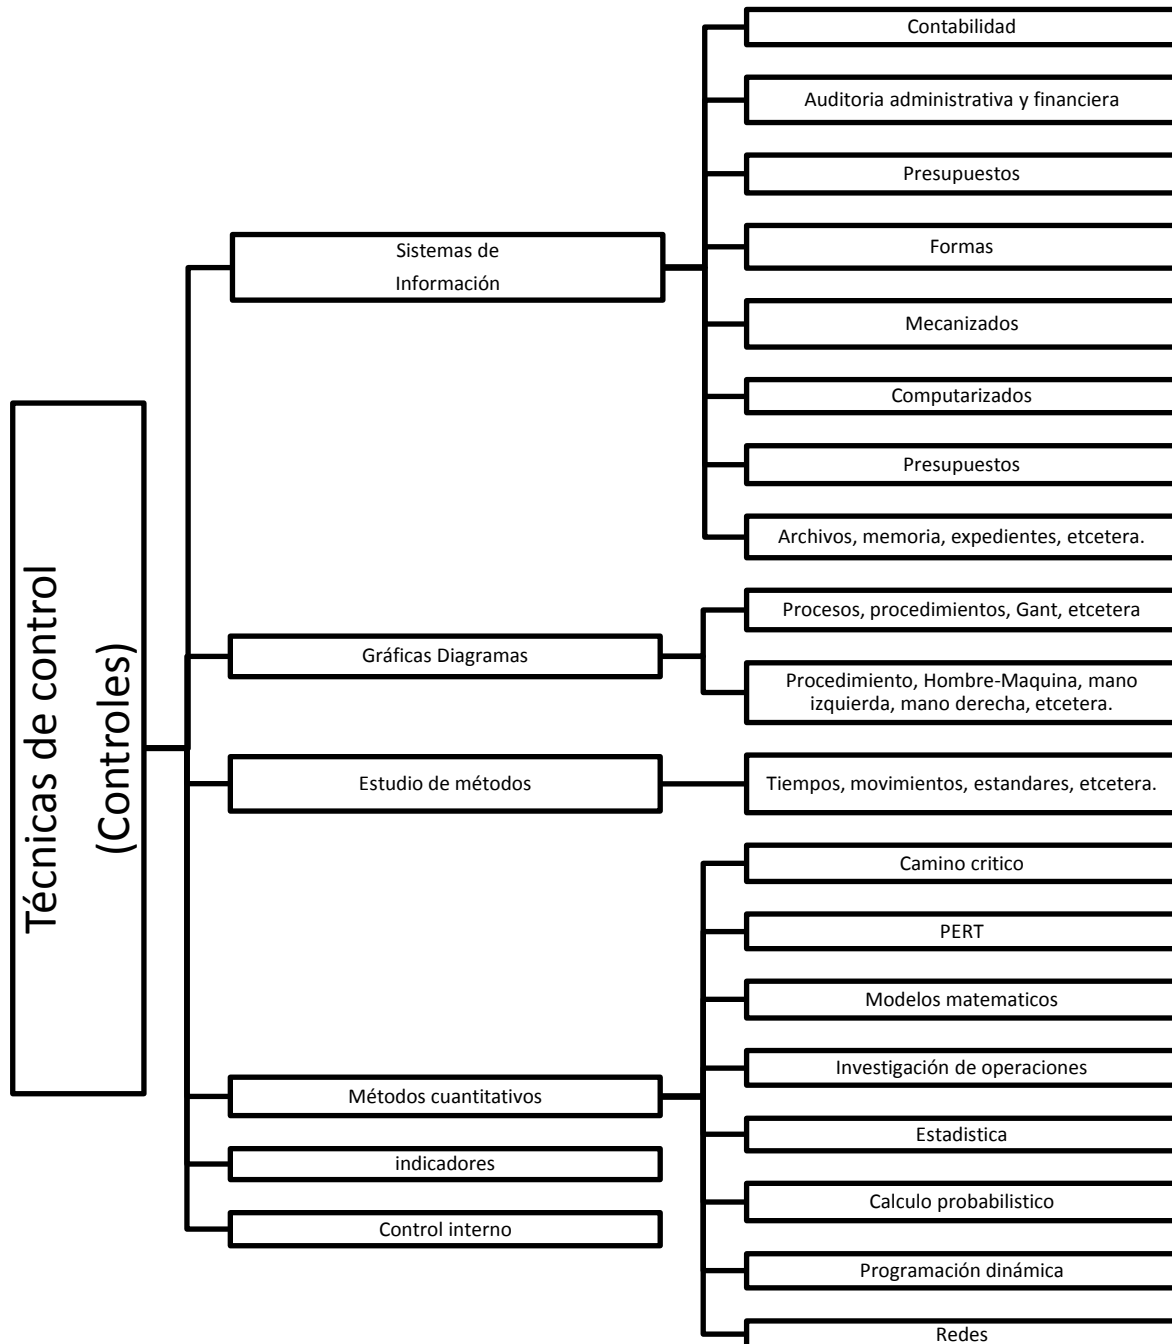 Técnicas de control
(Controles)
Sistemas de
Información
Contabilidad
Auditoria administrativa y financiera
Presupuestos
Formas
Mecanizados
Computarizados
Presupuestos
Archivos, memoria, expedientes, etcetera.
Gráficas Diagramas
Procesos, procedimientos, Gant, etcetera
Procedimiento, Hombre-Maquina, mano
izquierda, mano derecha, etcetera.
Estudio de métodos
Tiempos, movimientos, estandares, etcetera.
Métodos cuantitativos
Camino critico
PERT
Modelos matematicos
Investigación de operaciones
Estadistica
Calculo probabilistico
Programación dinámica
Redes
indicadores
Control interno